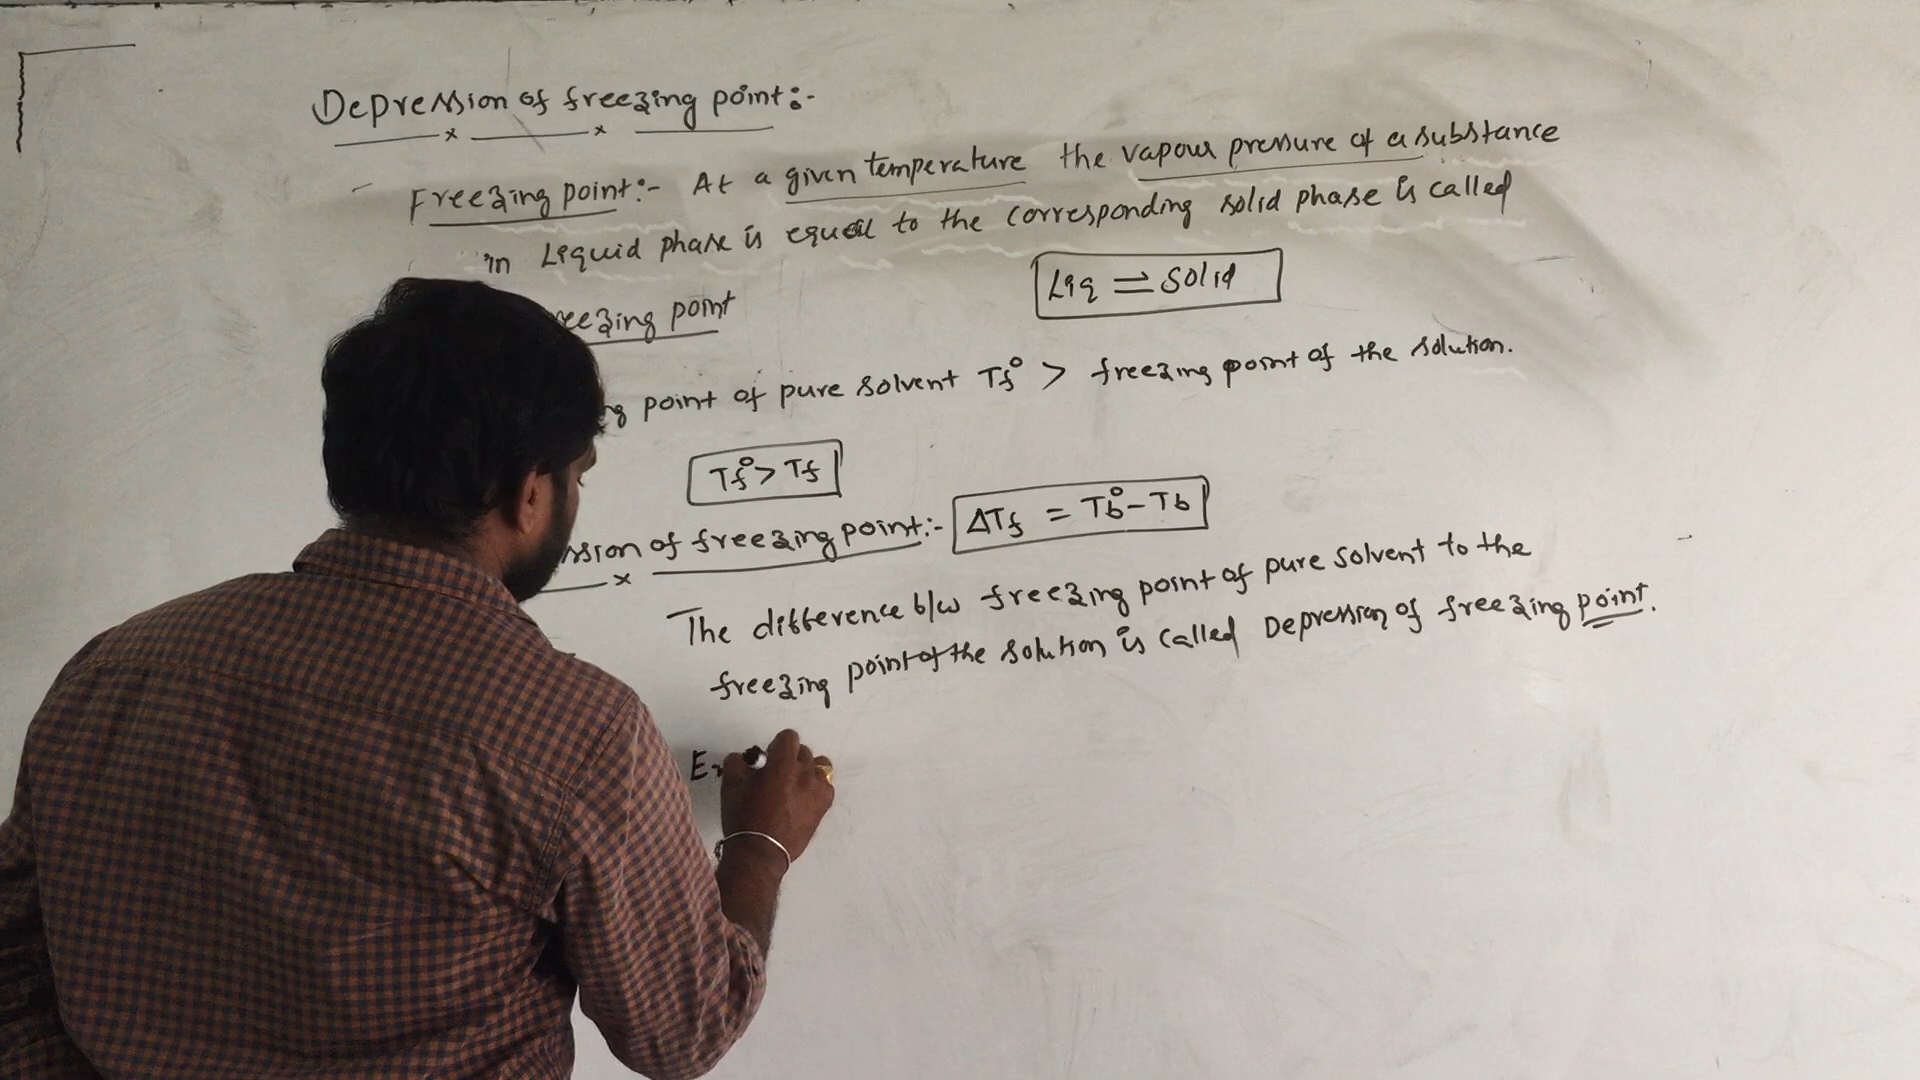 Depression of freezing point:-
Freezing point:- At a given temperature the vapour pressure of a substance
in Liquid phase is equal to the corresponding solid phase is called
reezing point
Liq ⇌ Solid
ng point of pure solvent Tf° > freezing point of the solution.
Tf° > Tf
ssion of freezing point:- ΔTf = Tb° - Tb
The difference b/w freezing point of pure solvent to the
freezing point of the solution is called Depression of freezing point.